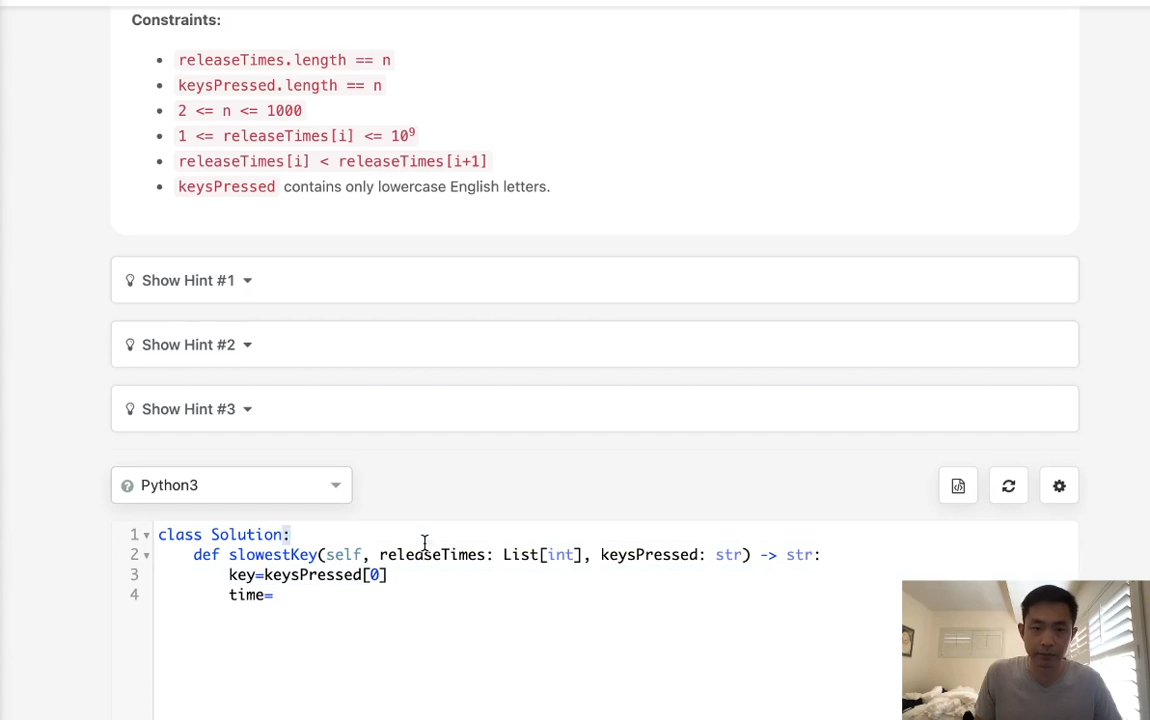 Constraints:
releaseTimes.length == n
keysPressed.length == n
2 <= n <= 1000
1 <= releaseTimes[i] <= 10⁹
releaseTimes[i] < releaseTimes[i+1]
keysPressed contains only lowercase English letters.
Show Hint #1
Show Hint #2
Show Hint #3
Python3
1 class Solution:
2 def slowestKey(self, releaseTimes: List[int], keysPressed: str) -> str:
3 key=keysPressed[0]
4 time=